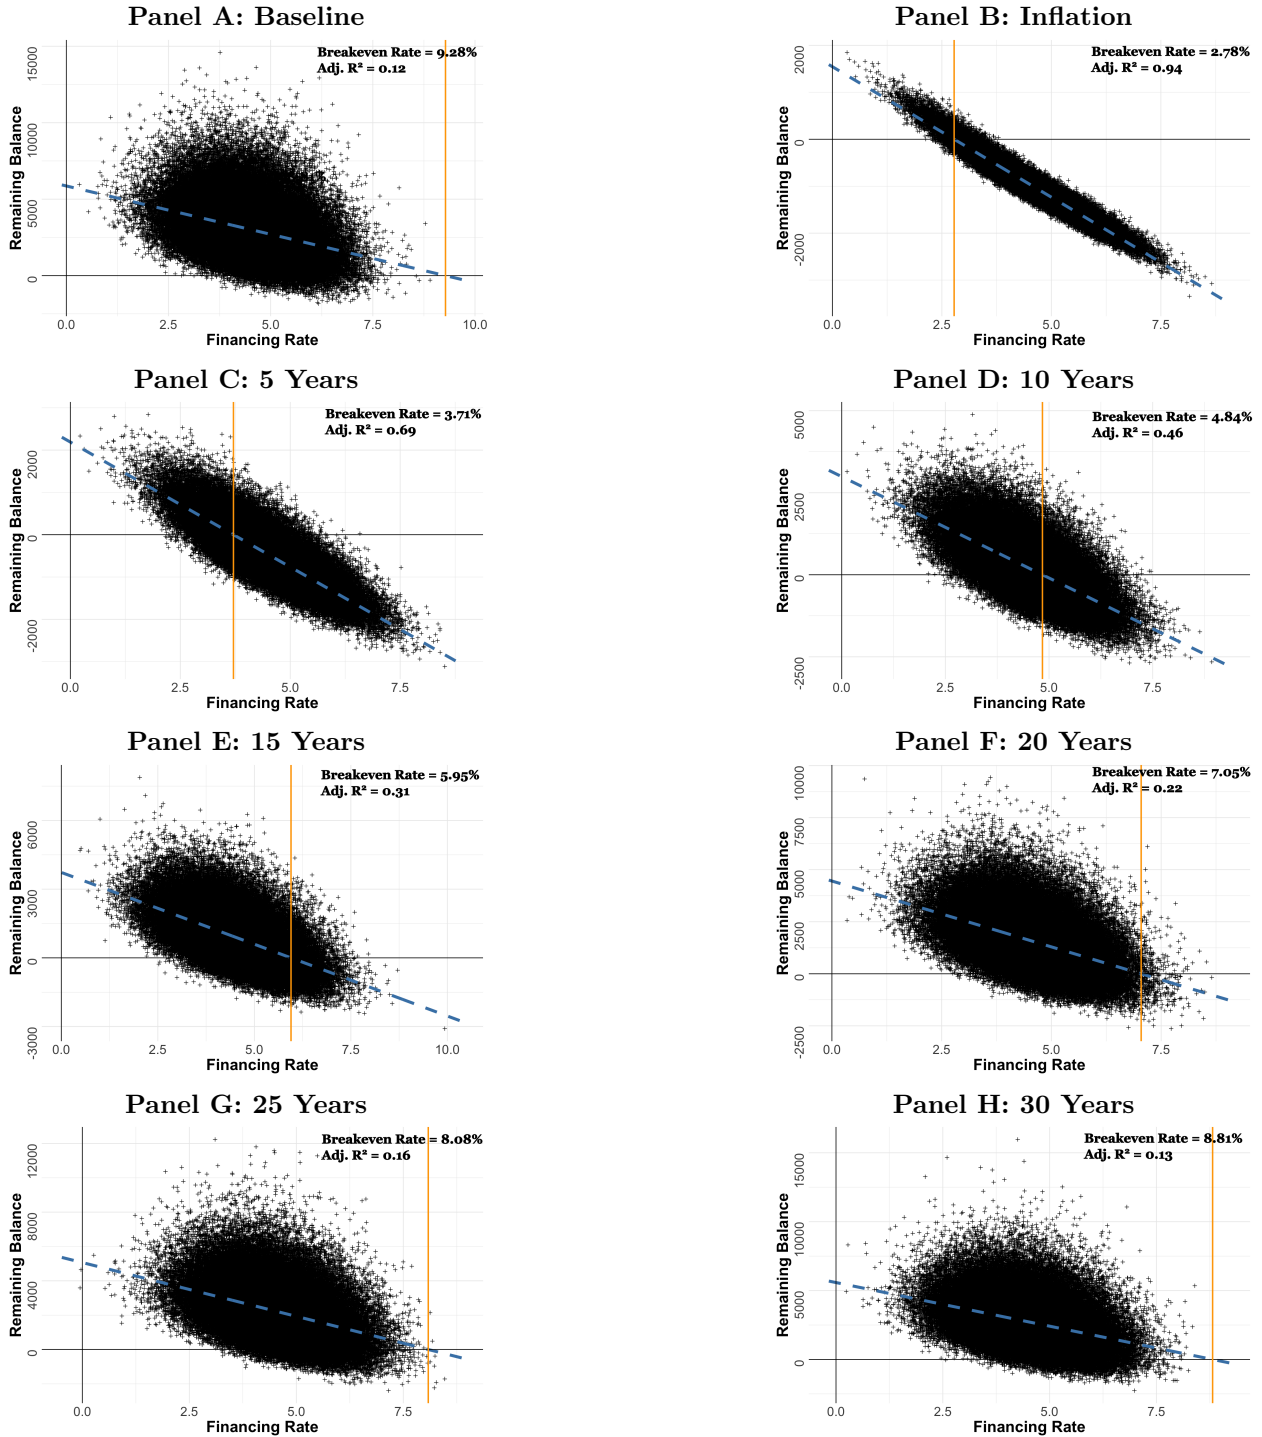 Panel A: Baseline
Breakeven Rate = 9.28%
Adj. R² = 0.12
Remaining Balance
15000
10000
5000
0
0.0 2.5 5.0 7.5 10.0
Financing Rate
Panel B: Inflation
Breakeven Rate = 2.78%
Adj. R² = 0.94
Remaining Balance
2000
0
-2000
0.0 2.5 5.0 7.5
Financing Rate
Panel C: 5 Years
Breakeven Rate = 3.71%
Adj. R² = 0.69
Remaining Balance
2000
0
-2000
0.0 2.5 5.0 7.5
Financing Rate
Panel D: 10 Years
Breakeven Rate = 4.84%
Adj. R² = 0.46
Remaining Balance
5000
2500
0
-2500
0.0 2.5 5.0 7.5
Financing Rate
Panel E: 15 Years
Breakeven Rate = 5.95%
Adj. R² = 0.31
Remaining Balance
6000
3000
0
-3000
0.0 2.5 5.0 7.5 10.0
Financing Rate
Panel F: 20 Years
Breakeven Rate = 7.05%
Adj. R² = 0.22
Remaining Balance
10000
7500
5000
2500
0
-2500
0.0 2.5 5.0 7.5
Financing Rate
Panel G: 25 Years
Breakeven Rate = 8.08%
Adj. R² = 0.16
Remaining Balance
12000
8000
4000
0
0.0 2.5 5.0 7.5
Financing Rate
Panel H: 30 Years
Breakeven Rate = 8.81%
Adj. R² = 0.13
Remaining Balance
15000
10000
5000
0
0.0 2.5 5.0 7.5
Financing Rate